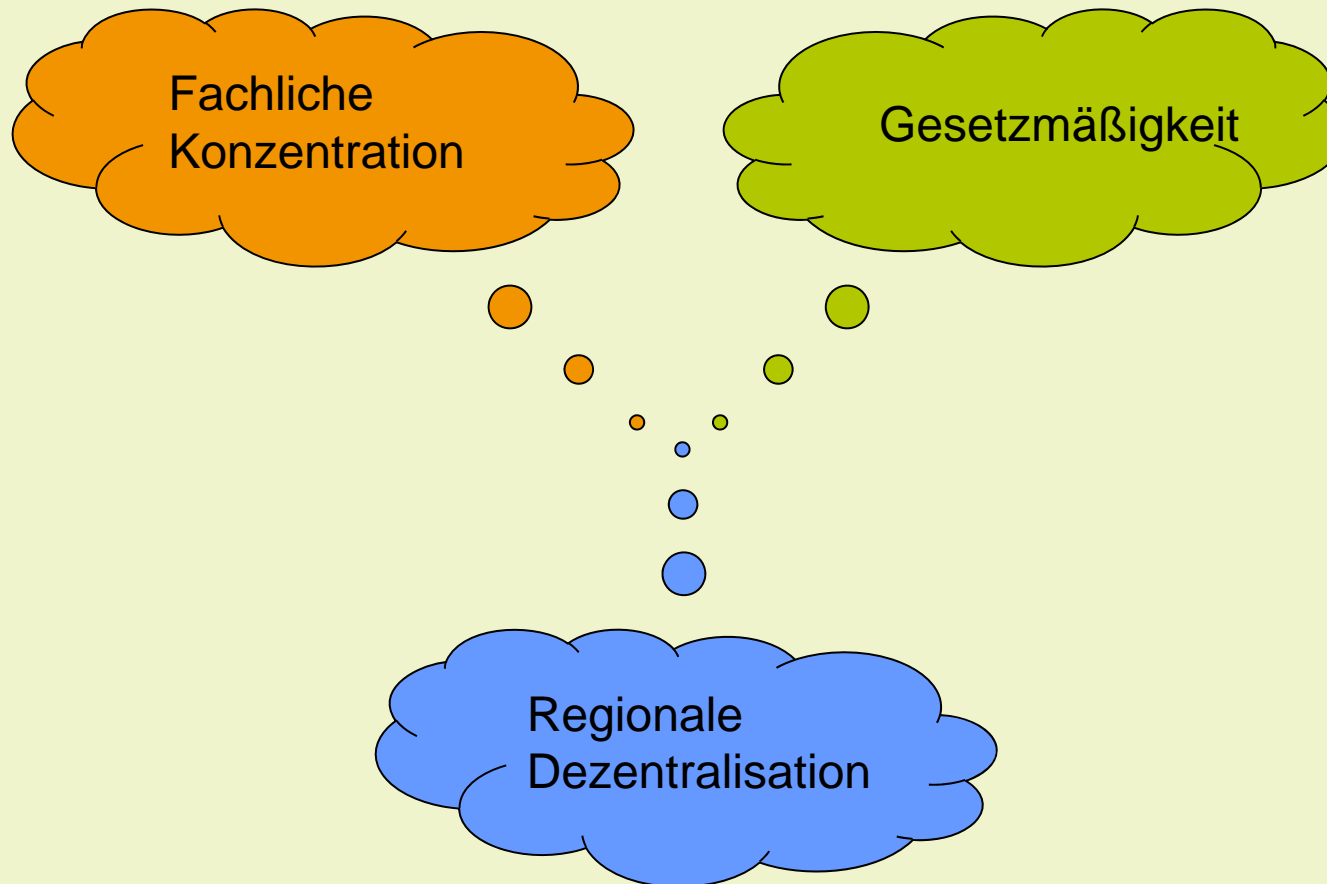 Fachliche
Konzentration
Gesetzmäßigkeit
Regionale
Dezentralisation